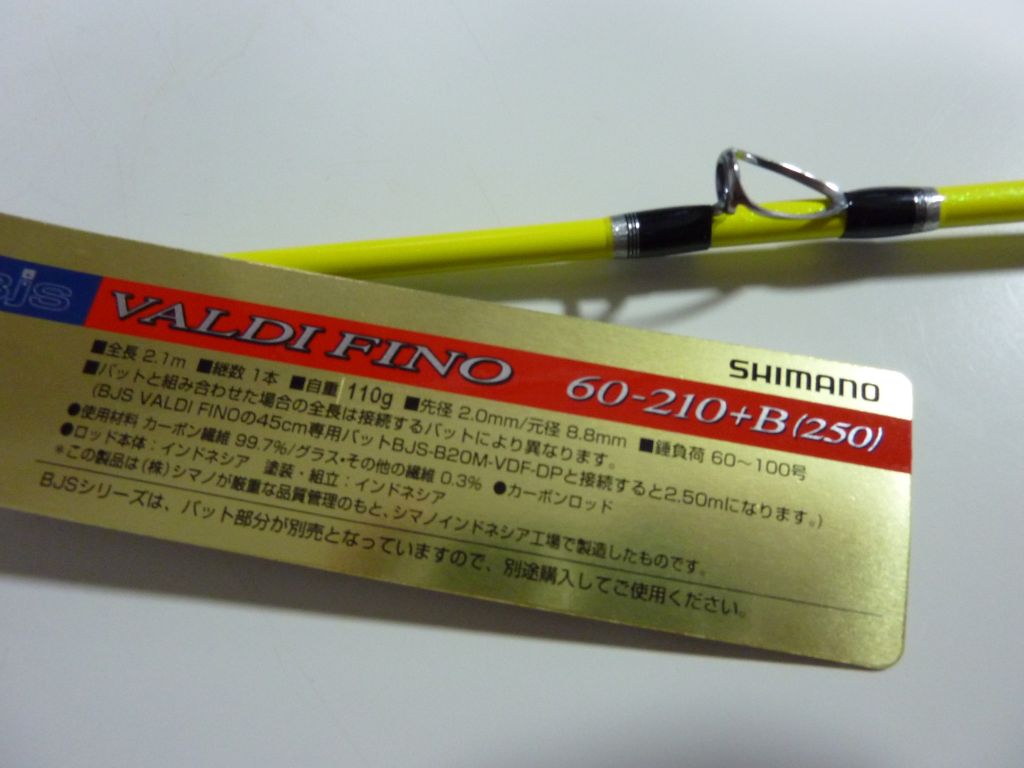 BJS VALDI FINO 60-210+B(250)
SHIMANO
■全長 2.1m ■継数 1本 ■自重 110g ■先径 2.0mm/元径 8.8mm ■錘負荷 60～100号
■バットと組み合わせた場合の全長は接続するバットにより異なります。
(BJS VALDI FINOの45cm専用バットBJS-B20M-VDF-DPと接続すると2.50mになります。)
●使用材料 カーボン繊維 99.7%/グラス・その他の繊維 0.3% ●カーボンロッド
●ロッド本体：インドネシア 塗装・組立：インドネシア
*この製品は(株)シマノが厳重な品質管理のもと、シマノインドネシア工場で製造したものです。
BJSシリーズは、バット部分が別売となっていますので、別途購入してご使用ください。